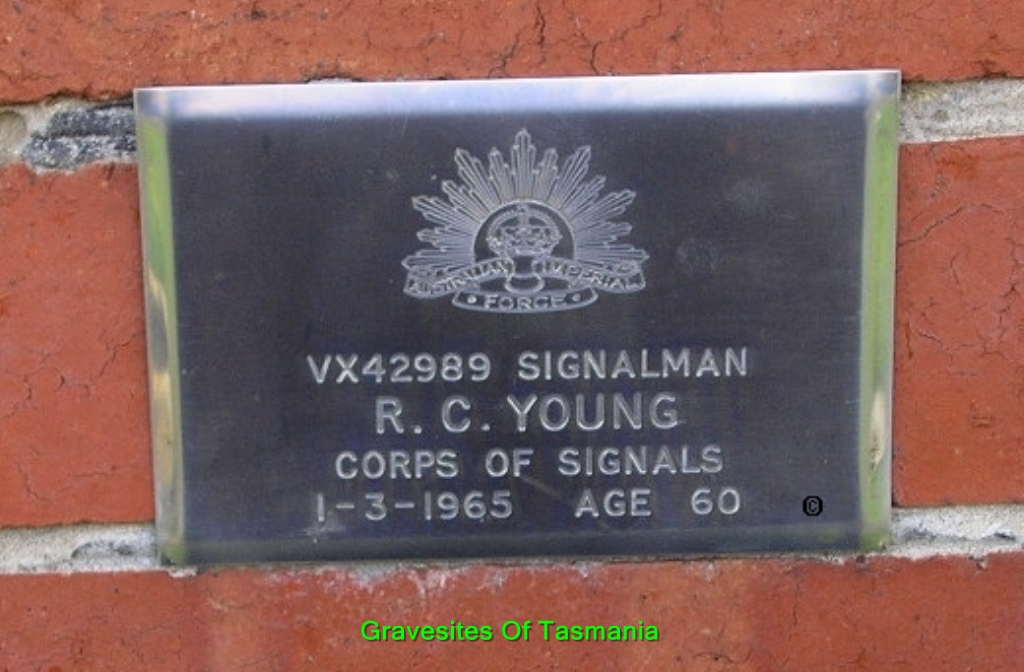 AUSTRALIAN IMPERIAL
• FORCE •
VX42989 SIGNALMAN
R. C. YOUNG
CORPS OF SIGNALS
1-3-1965 AGE 60
©
Gravesites Of Tasmania